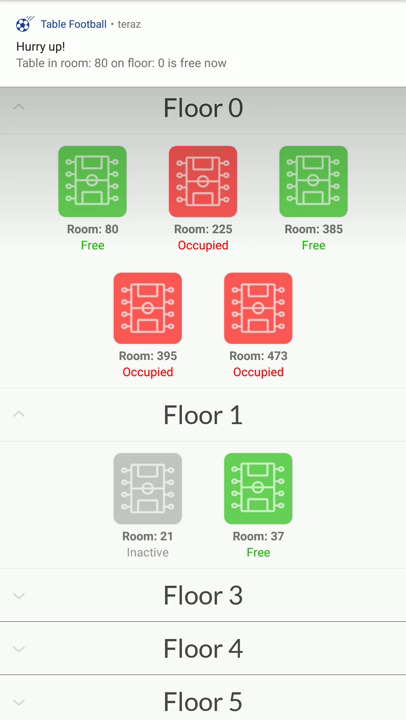 Table Football • teraz
Hurry up!
Table in room: 80 on floor: 0 is free now
Floor 0
Room: 80
Room: 225
Room: 385
Free
Occupied
Free
Room: 395
Room: 473
Occupied
Occupied
Floor 1
Room: 21
Room: 37
Inactive
Free
Floor 3
Floor 4
Floor 5